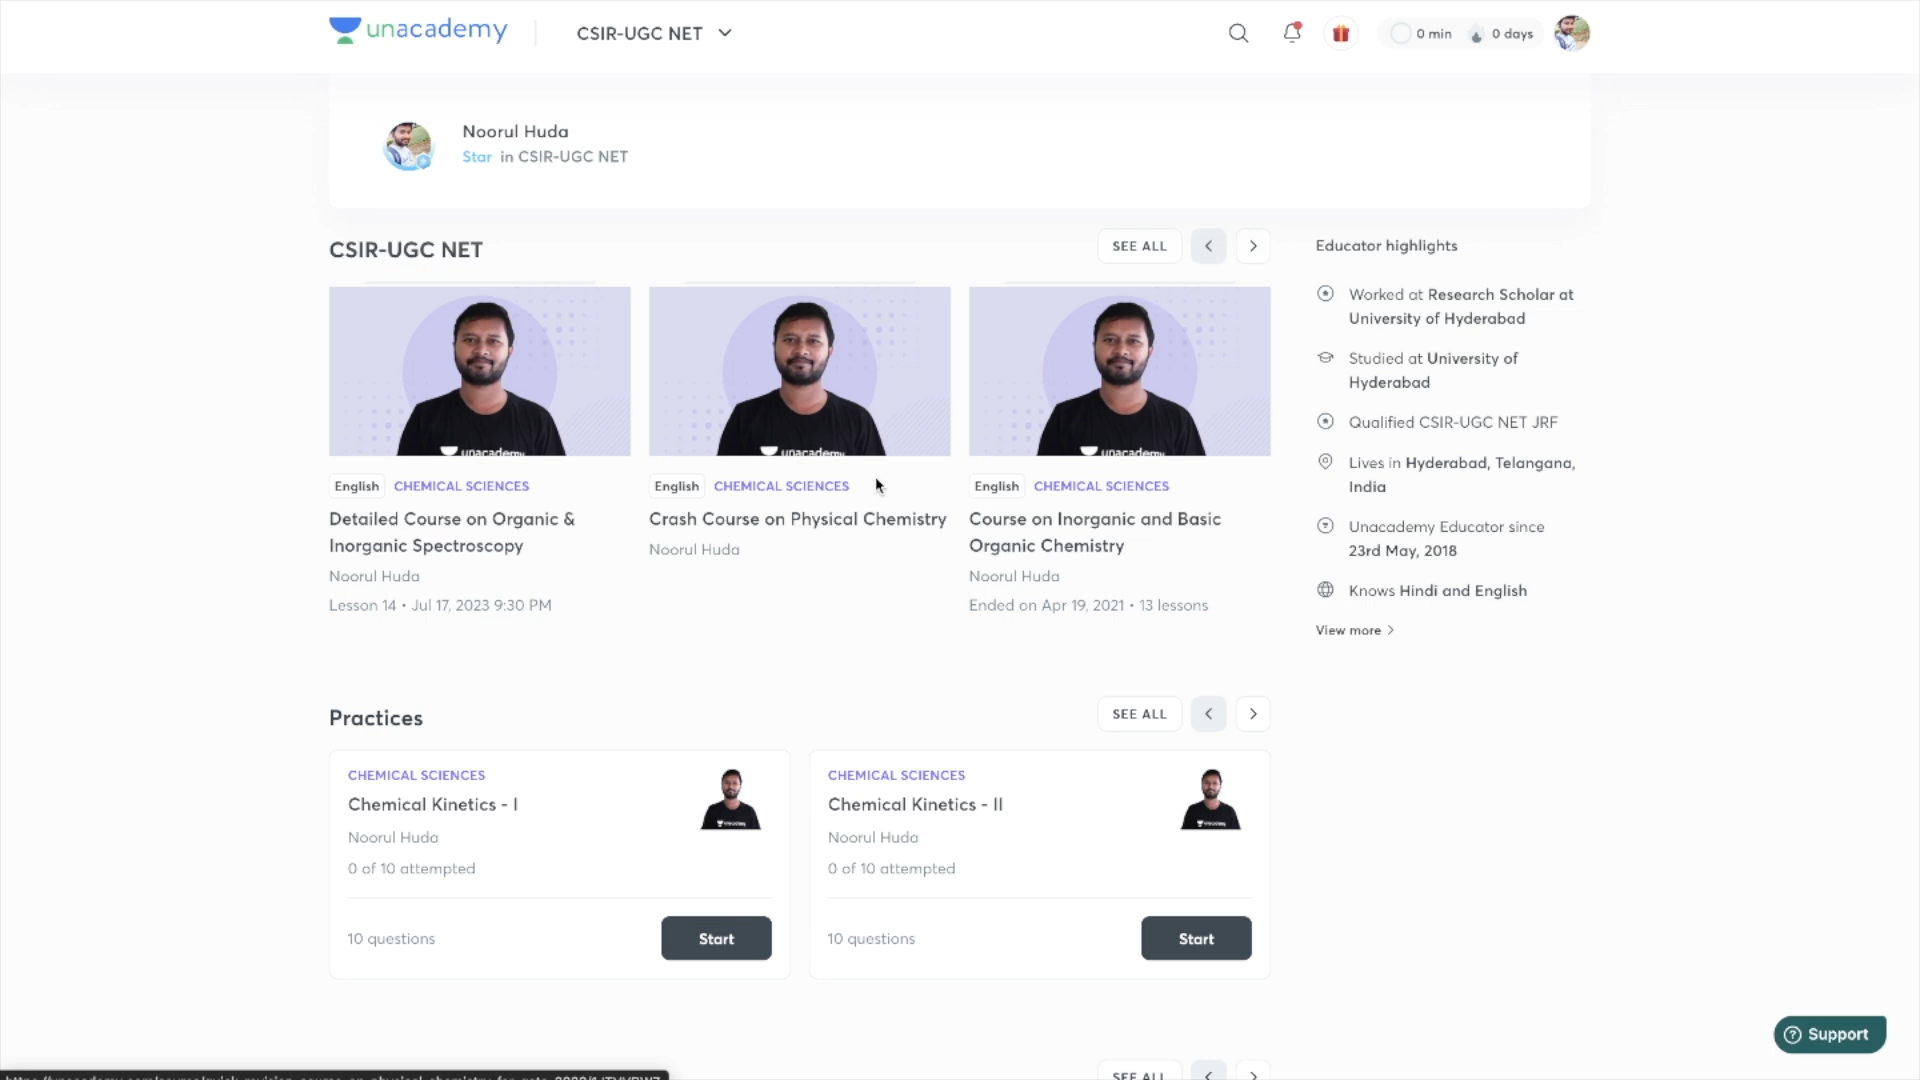 unacademy
CSIR-UGC NET
0 min
0 days
Noorul Huda
Star in CSIR-UGC NET
CSIR-UGC NET
SEE ALL
unacademy
English CHEMICAL SCIENCES
Detailed Course on Organic &
Inorganic Spectroscopy
Noorul Huda
Lesson 14 • Jul 17, 2023 9:30 PM
unacademy
English CHEMICAL SCIENCES
Crash Course on Physical Chemistry
Noorul Huda
unacademy
English CHEMICAL SCIENCES
Course on Inorganic and Basic
Organic Chemistry
Noorul Huda
Ended on Apr 19, 2021 • 13 lessons
Educator highlights
Worked at Research Scholar at
University of Hyderabad
Studied at University of
Hyderabad
Qualified CSIR-UGC NET JRF
Lives in Hyderabad, Telangana,
India
Unacademy Educator since
23rd May, 2018
Knows Hindi and English
View more
Practices
SEE ALL
CHEMICAL SCIENCES
Chemical Kinetics - I
Noorul Huda
0 of 10 attempted
10 questions
Start
CHEMICAL SCIENCES
Chemical Kinetics - II
Noorul Huda
0 of 10 attempted
10 questions
Start
Support
SEE ALL